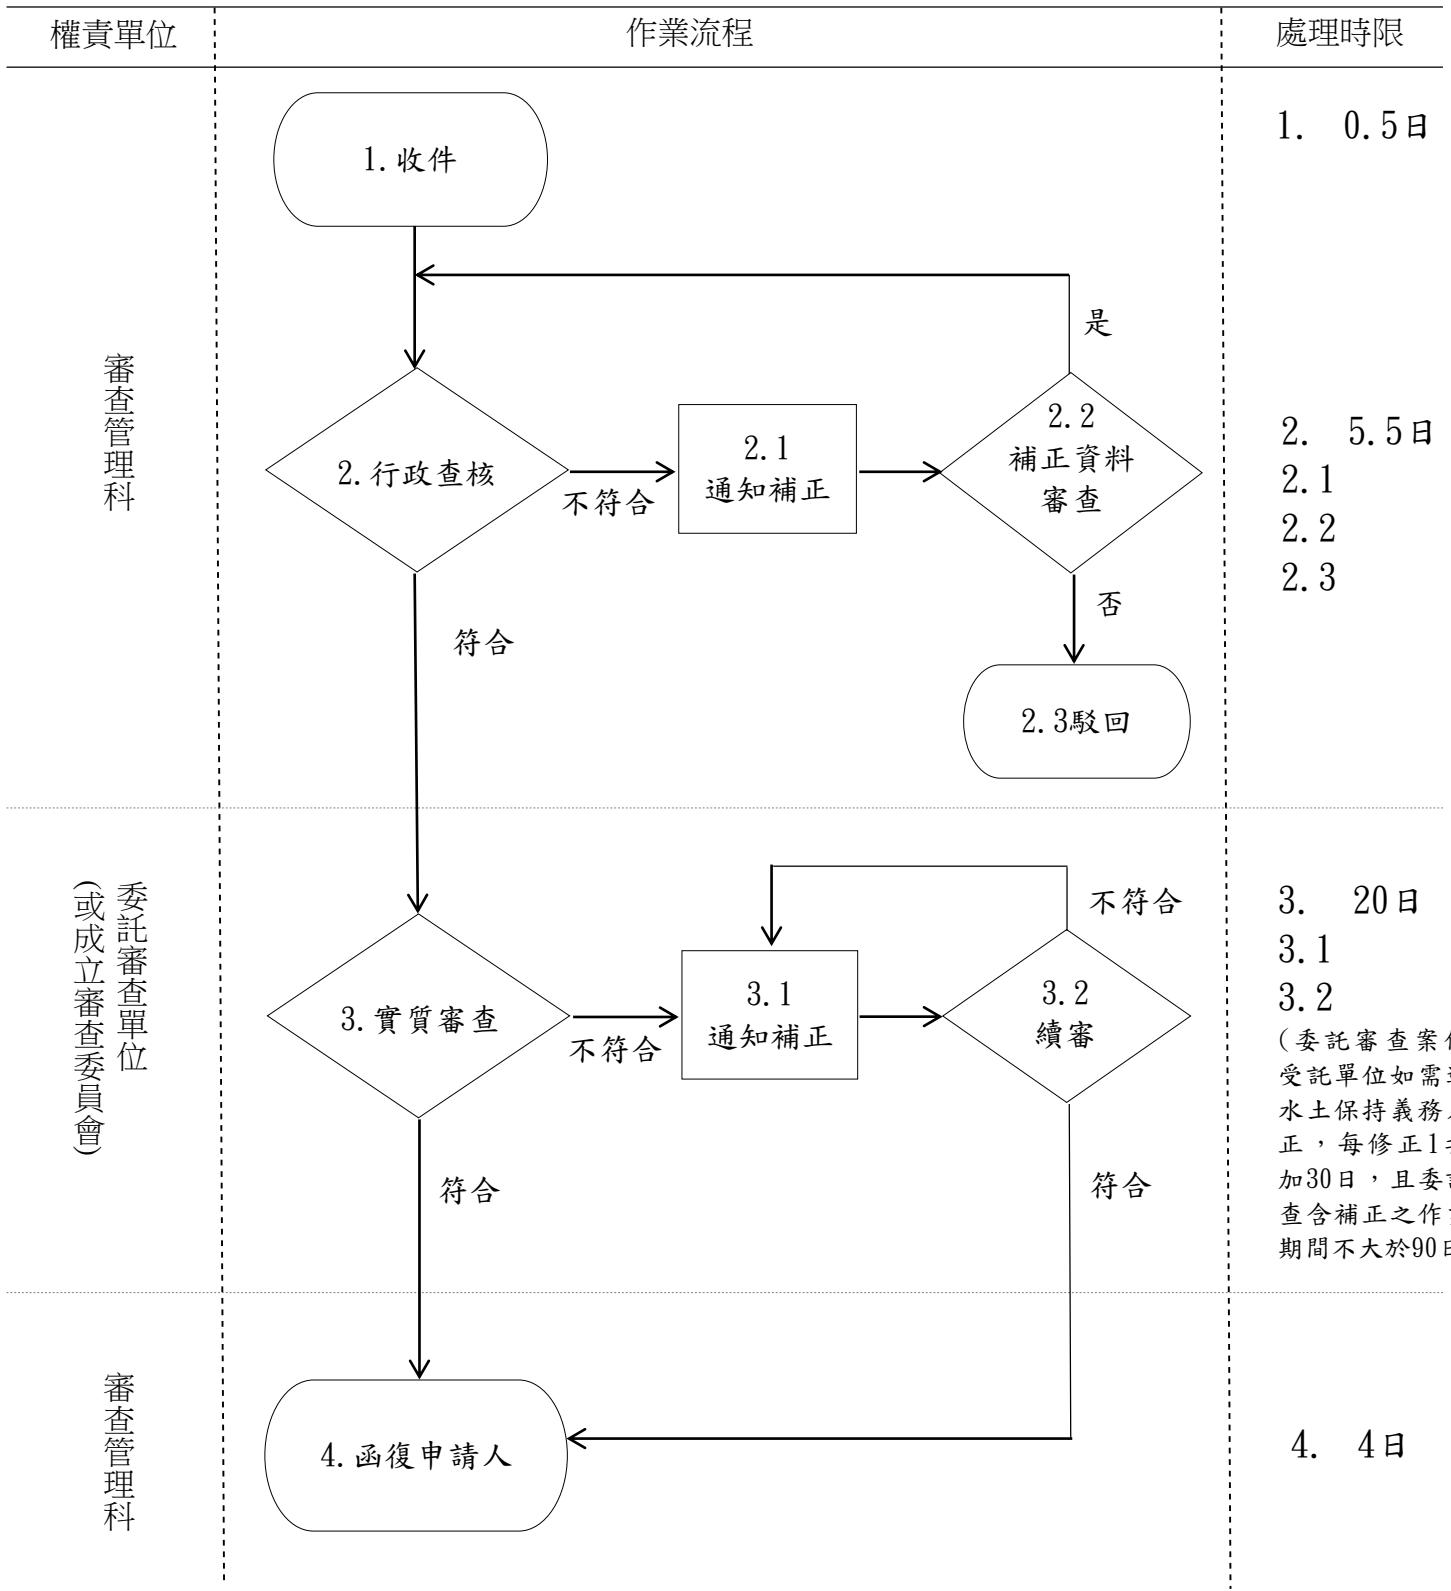 權責單位
作業流程
處理時限
審查管理科
1.收件
1. 0.5日
是
2.行政查核
不符合
2.1
通知補正
2.2
補正資料
審查
2. 5.5日
2.1
2.2
2.3
否
符合
2.3駁回
委託審查單位
(或成立審查委員會)
3.實質審查
不符合
3.1
通知補正
不符合
3.2
續審
3. 20日
3.1
3.2
(委託審查案
受託單位如需
水土保持義務
正,每修正1
加30日,且委
查含補正之作
期間不大於90
符合
符合
審查管理科
4.函復申請人
4. 4日